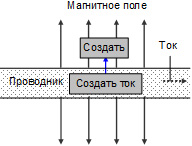 Магнитное поле
Создать
Ток
Проводник
Создать ток